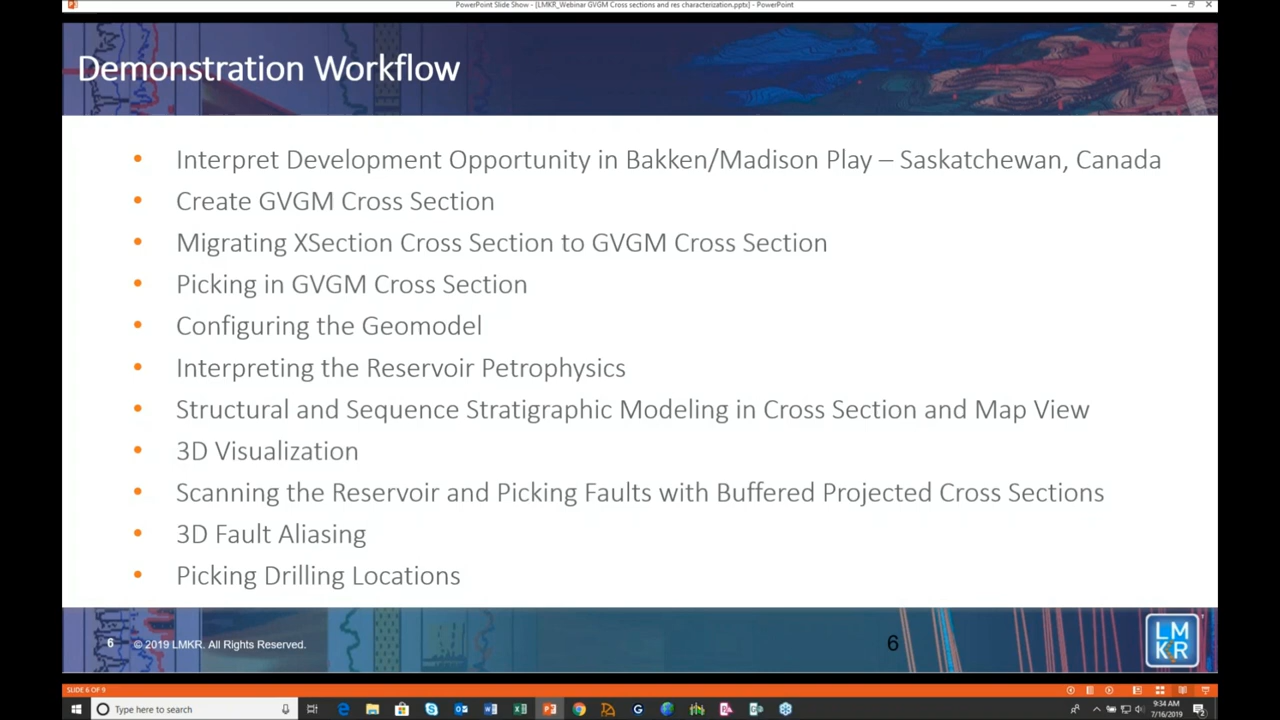 PowerPoint Slide Show - [LMKR_Webinar GVGM Cross sections and res characterization.pptx] - PowerPoint
Demonstration Workflow
• Interpret Development Opportunity in Bakken/Madison Play – Saskatchewan, Canada
• Create GVGM Cross Section
• Migrating XSection Cross Section to GVGM Cross Section
• Picking in GVGM Cross Section
• Configuring the Geomodel
• Interpreting the Reservoir Petrophysics
• Structural and Sequence Stratigraphic Modeling in Cross Section and Map View
• 3D Visualization
• Scanning the Reservoir and Picking Faults with Buffered Projected Cross Sections
• 3D Fault Aliasing
• Picking Drilling Locations
6 © 2019 LMKR. All Rights Reserved.
6
LM
KR
SLIDE 6 OF 9
Type here to search
9:34 AM
7/16/2019